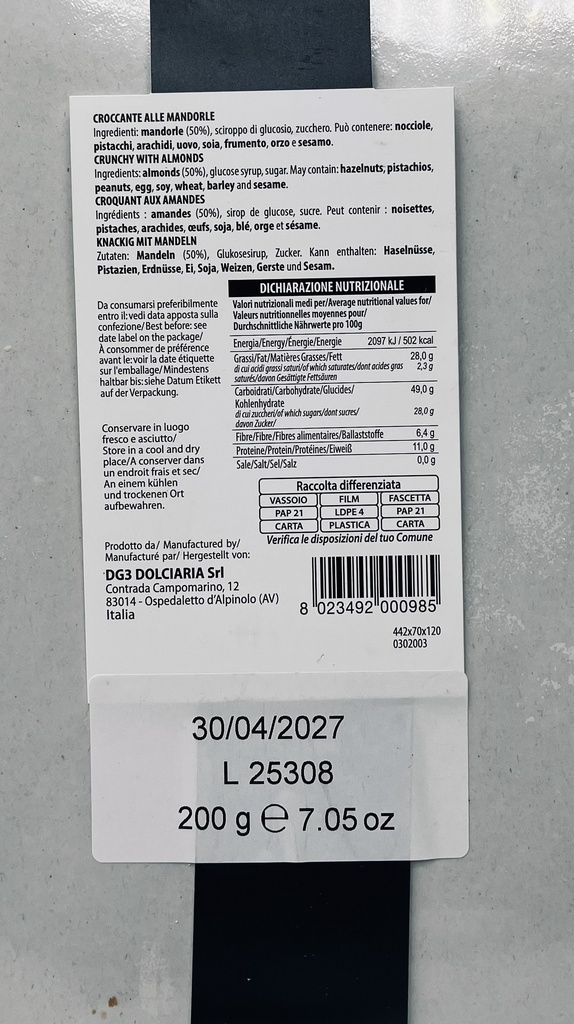 CROCCANTE ALLE MANDORLE
Ingredienti: mandorle (50%), sciroppo di glucosio, zucchero. Può contenere: nocciole,
pistacchi, arachidi, uovo, soia, frumento, orzo e sesamo.
CRUNCHY WITH ALMONDS
Ingredients: almonds (50%), glucose syrup, sugar. May contain: hazelnuts, pistachios,
peanuts, egg, soy, wheat, barley and sesame.
CROQUANT AUX AMANDES
Ingrédients : amandes (50%), sirop de glucose, sucre. Peut contenir : noisettes,
pistaches, arachides, œufs, soja, blé, orge et sésame.
KNACKIG MIT MANDELN
Zutaten: Mandeln (50%), Glukosesirup, Zucker. Kann enthalten: Haselnüsse,
Pistazien, Erdnüsse, Ei, Soja, Weizen, Gerste und Sesam.
Da consumarsi preferibilmente
entro il: vedi data apposta sulla
confezione/Best before: see
date label on the package/
À consommer de préférence
avant le: voir la date étiquette
sur l'emballage/Mindestens
haltbar bis: siehe Datum Etikett
auf der Verpackung.
Conservare in luogo
fresco e asciutto/
Store in a cool and dry
place/A conserver dans
un endroit frais et sec/
An einem kühlen
und trockenen Ort
aufbewahren.
DICHIARAZIONE NUTRIZIONALE
Valori nutrizionali medi per/Average nutritional values for/
Valeurs nutritionnelles moyennes pour/
Durchschnittliche Nährwerte pro 100g
Energia/Energy/Énergie/Energie 2097 kJ / 502 kcal
Grassi/Fat/Matières Grasses/Fett 28,0 g
di cui acidi grassi saturi/of which saturates/dont acides gras 2,3 g
saturés/davon Gesättigte Fettsäuren
Carboidrati/Carbohydrate/Glucides/ 49,0 g
Kohlenhydrate
di cui zuccheri/of which sugars/dont sucres/ 28,0 g
davon Zucker/
Fibre/Fibre/Fibres alimentaires/Ballaststoffe 6,4 g
Proteine/Protein/Protéines/Eiweiß 11,0 g
Sale/Salt/Sel/Salz 0,0 g
Raccolta differenziata
VASSOIO FILM FASCETTA
PAP 21 LDPE 4 PAP 21
CARTA PLASTICA CARTA
Verifica le disposizioni del tuo Comune
Prodotto da/ Manufactured by/
Manufacturé par/ Hergestellt von:
DG3 DOLCIARIA Srl
Contrada Campomarino, 12
83014 - Ospedaletto d'Alpinolo (AV)
Italia
8 023492 000985
442x70x120
0302003
30/04/2027
L 25308
200 g e 7.05 oz